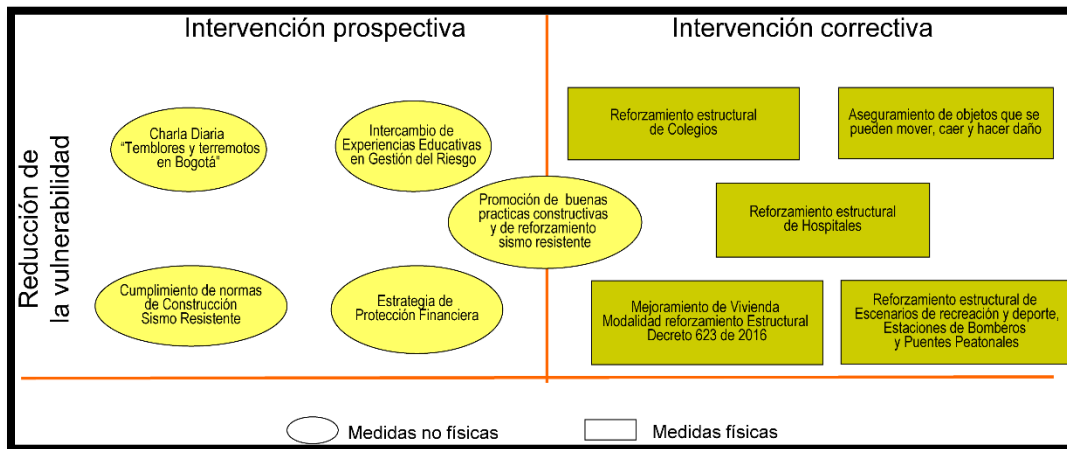 Intervención prospectiva
Intervención correctiva
Reducción de
la vulnerabilidad
Charla Diaria
"Temblores y terremotos
en Bogotá"
Intercambio de
Experiencias Educativas
en Gestión del Riesgo
Promoción de buenas
practicas constructivas
y de reforzamiento
sismo resistente
Cumplimiento de normas
de Construcción
Sismo Resistente
Estrategia de
Protección Financiera
Reforzamiento estructural
de Colegios
Aseguramiento de objetos que se
pueden mover, caer y hacer daño
Reforzamiento estructural
de Hospitales
Mejoramiento de Vivienda
Modalidad reforzamiento Estructural
Decreto 623 de 2016
Reforzamiento estructural de
Escenarios de recreación y deporte,
Estaciones de Bomberos
y Puentes Peatonales
Medidas no físicas
Medidas físicas